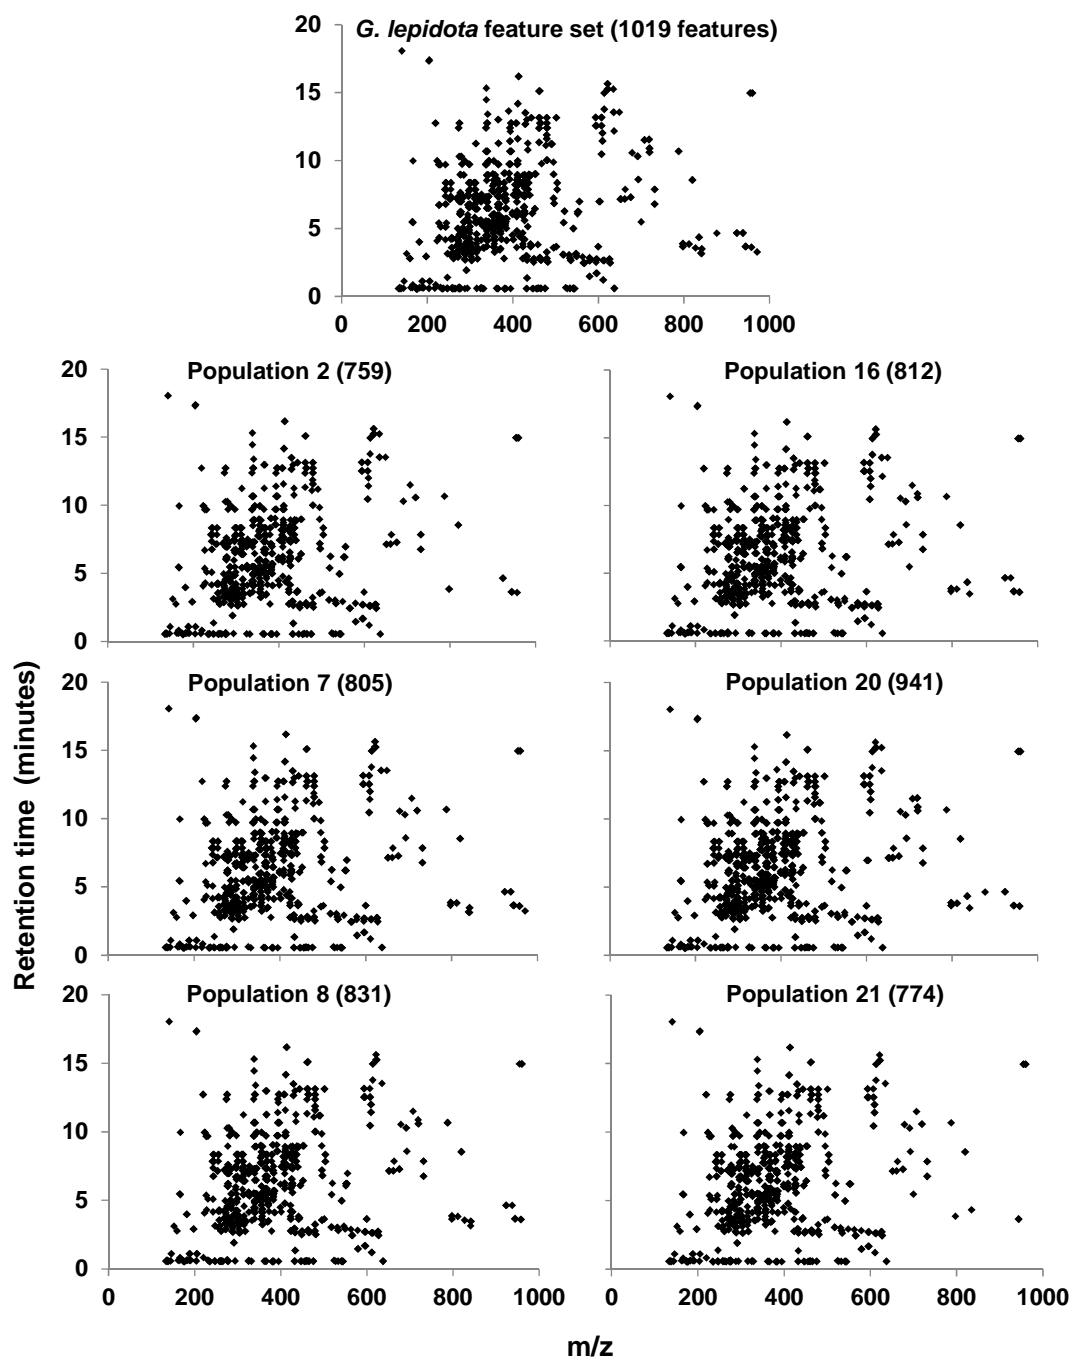 G. lepidota feature set (1019 features)
20
15
10
5
0
0 200 400 600 800 1000
Population 2 (759)
20
15
10
5
0
Population 16 (812)
Retention time (minutes)
Population 7 (805)
20
15
10
5
0
Population 20 (941)
Population 8 (831)
20
15
10
5
0
0 200 400 600 800 1000
Population 21 (774)
0 200 400 600 800 1000
m/z